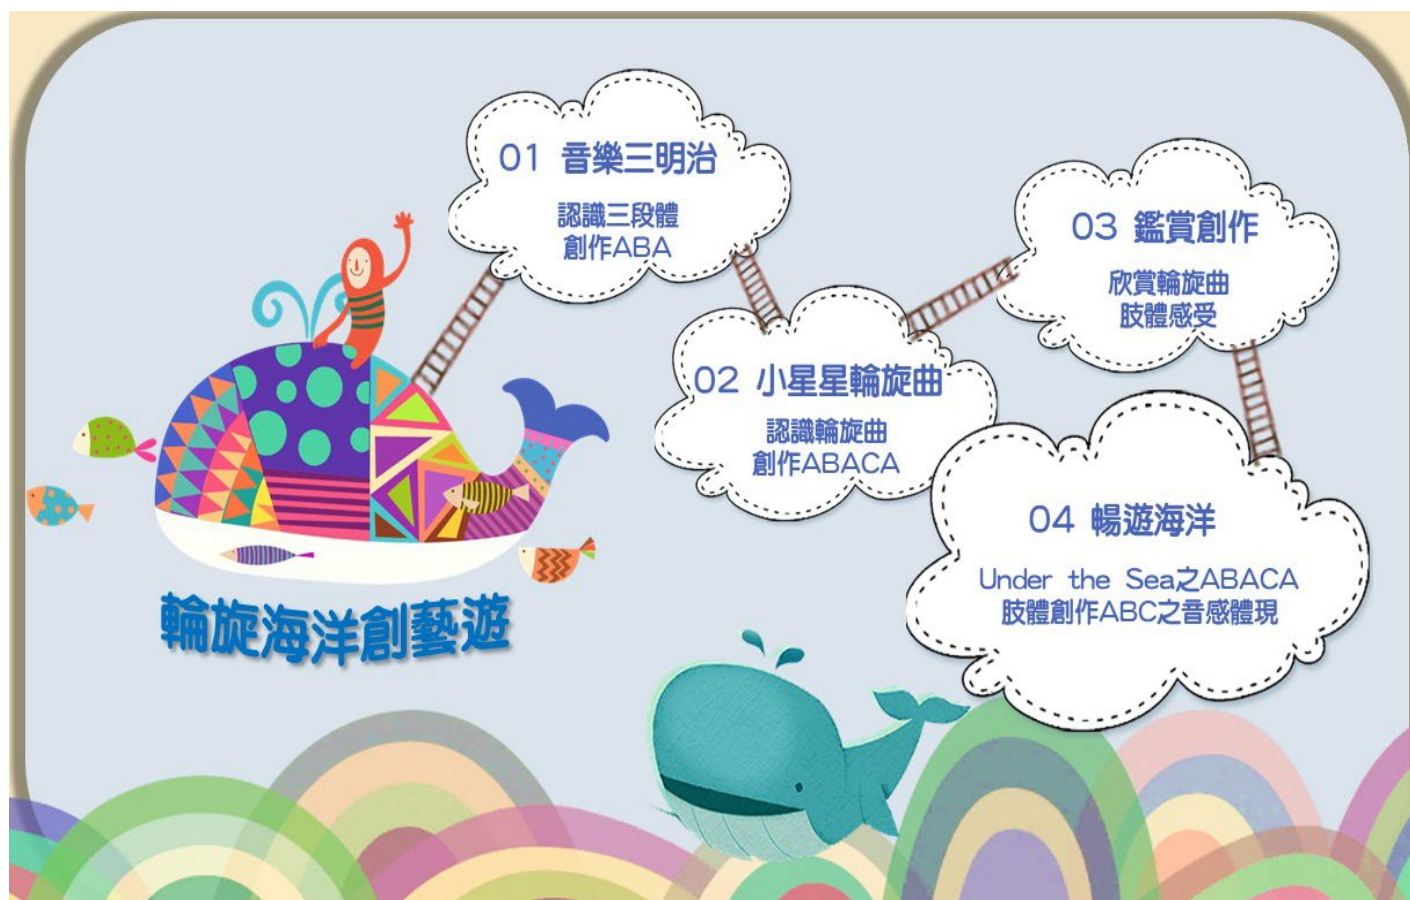 01 音樂三明治
認識三段體
創作ABA
02 小星星輪旋曲
認識輪旋曲
創作ABACA
03 鑑賞創作
欣賞輪旋曲
肢體感受
04 暢遊海洋
Under the Sea之ABACA
肢體創作ABC之音感體現
輪旋海洋創藝遊